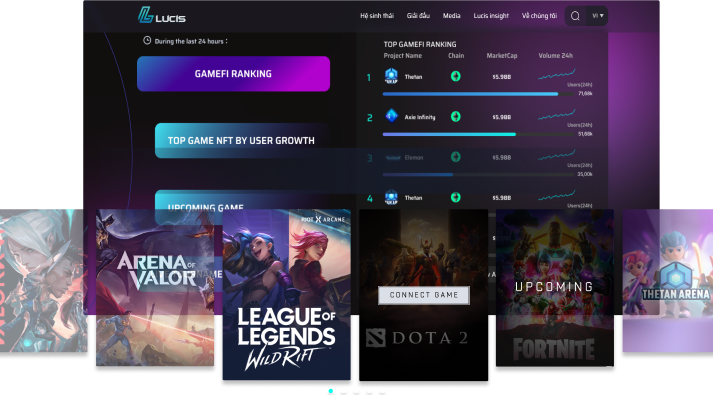 LUCIS
Hệ sinh thái
Giải đấu
Media
Lucis insight
Về chúng tôi
VI
During the last 24 hours :
GAMEFI RANKING
TOP GAME NFT BY USER GROWTH
UPCOMING GAME
TOP GAMEFI RANKING
Project Name Chain MarketCap Volume 24h
1 Thetan $5.98B
Users(24h)
71,68k
2 Axie Infinity $5.98B
Users(24h)
51,68k
3 Eleman $5.98B
Users(24h)
35,00k
4 Thetan $5.98B
Users(24h)
ARENA OF
VALOR
RIOT X ARCANE
LEAGUE OF
LEGENDS
WILD RIFT
CONNECT GAME
DOTA 2
UPCOMING
FORTNITE
THETAN ARENA